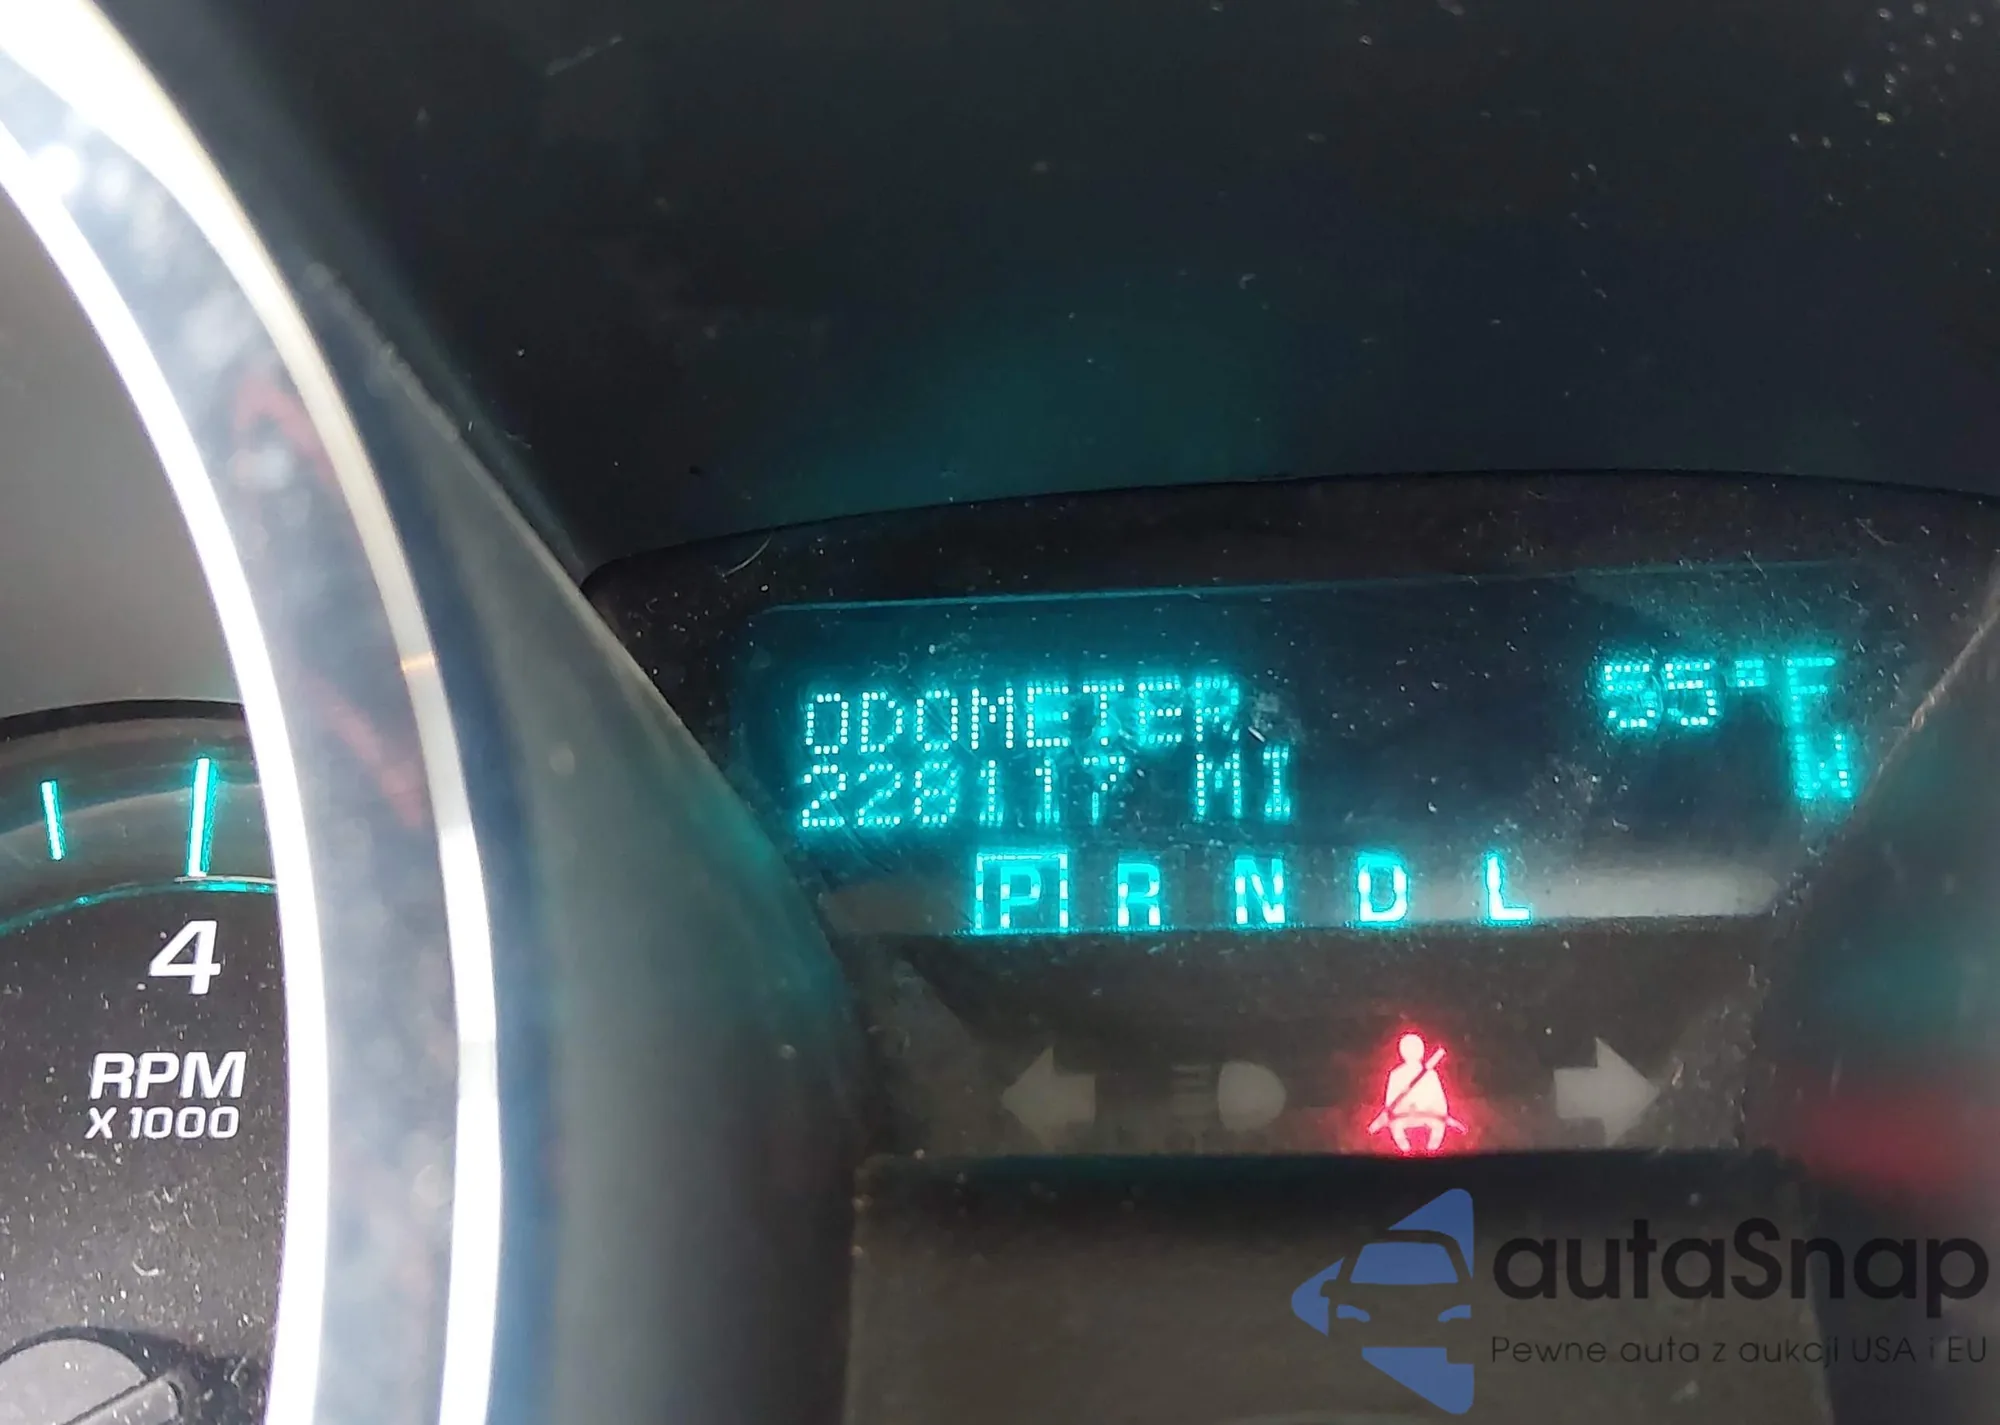 ODOMETER 55°F
220117 MI W
P R N D L
4
RPM
X 1000
autaSnap
Pewne auta z aukcji USA i EU